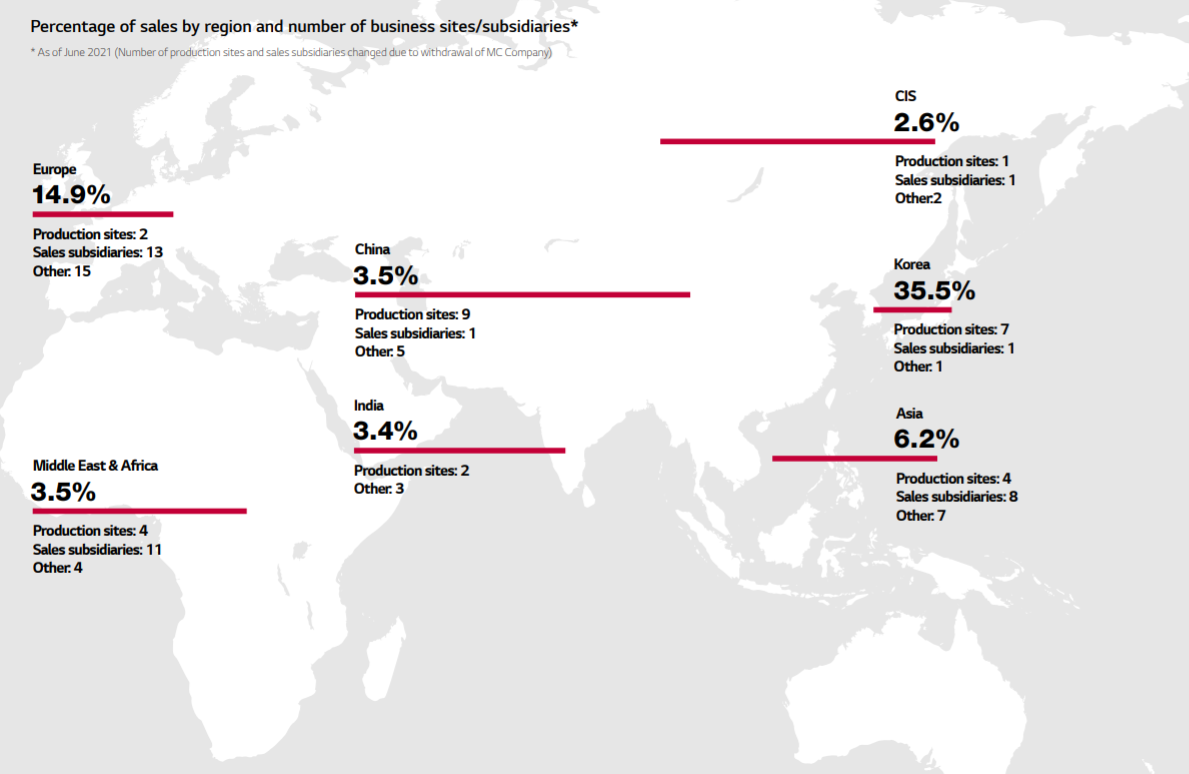 Percentage of sales by region and number of business sites/subsidiaries*
* As of June 2021 (Number of production sites and sales subsidiaries changed due to withdrawal of MC Company)
CIS
2.6%
Production sites: 1
Sales subsidiaries: 1
Other:2
Europe
14.9%
Production sites: 2
Sales subsidiaries: 13
Other: 15
China
3.5%
Production sites: 9
Sales subsidiaries: 1
Other: 5
Korea
35.5%
Production sites: 7
Sales subsidiaries: 1
Other: 1
India
3.4%
Production sites: 2
Other: 3
Asia
6.2%
Production sites: 4
Sales subsidiaries: 8
Other: 7
Middle East & Africa
3.5%
Production sites: 4
Sales subsidiaries: 11
Other: 4